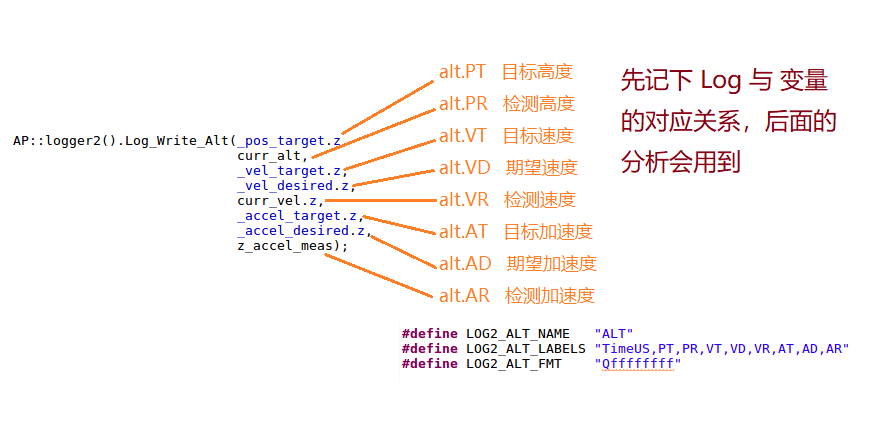 AP::logger2().Log_Write_Alt(_pos_target.z
curr_alt,
_vel_target.z,
_vel_desired.z,
curr_vel.z,
_accel_target.z,
_accel_desired.z,
z_accel_meas);
alt.PT 目标高度
alt.PR 检测高度
alt.VT 目标速度
alt.VD 期望速度
alt.VR 检测速度
alt.AT 目标加速度
alt.AD 期望加速度
alt.AR 检测加速度
先记下 Log 与 变量
的对应关系，后面的
分析会用到
#define LOG2_ALT_NAME "ALT"
#define LOG2_ALT_LABELS "TimeUS,PT,PR,VT,VD,VR,AT,AD,AR"
#define LOG2_ALT_FMT "Qffffffff"